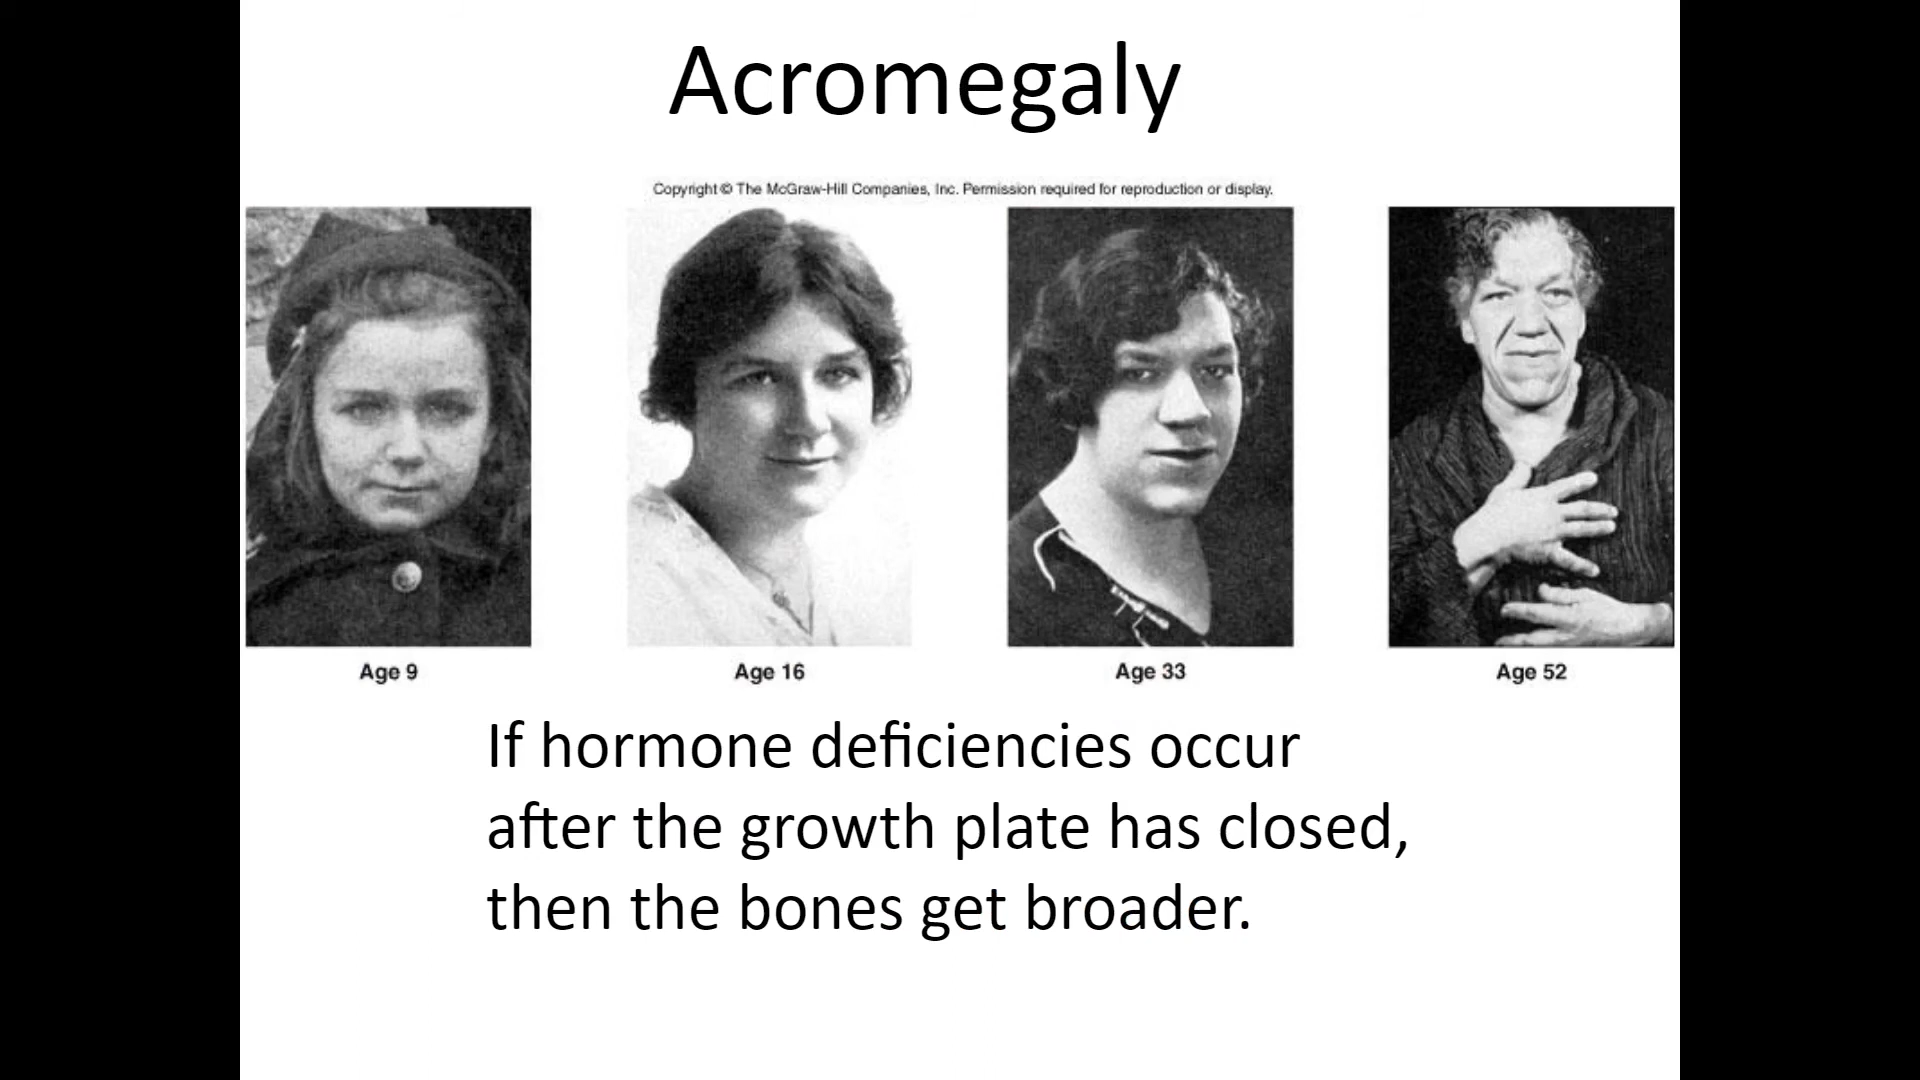 Acromegaly
Copyright © The McGraw-Hill Companies, Inc. Permission required for reproduction or display.
Age 9
Age 16
Age 33
Age 52
If hormone deficiencies occur
after the growth plate has closed,
then the bones get broader.